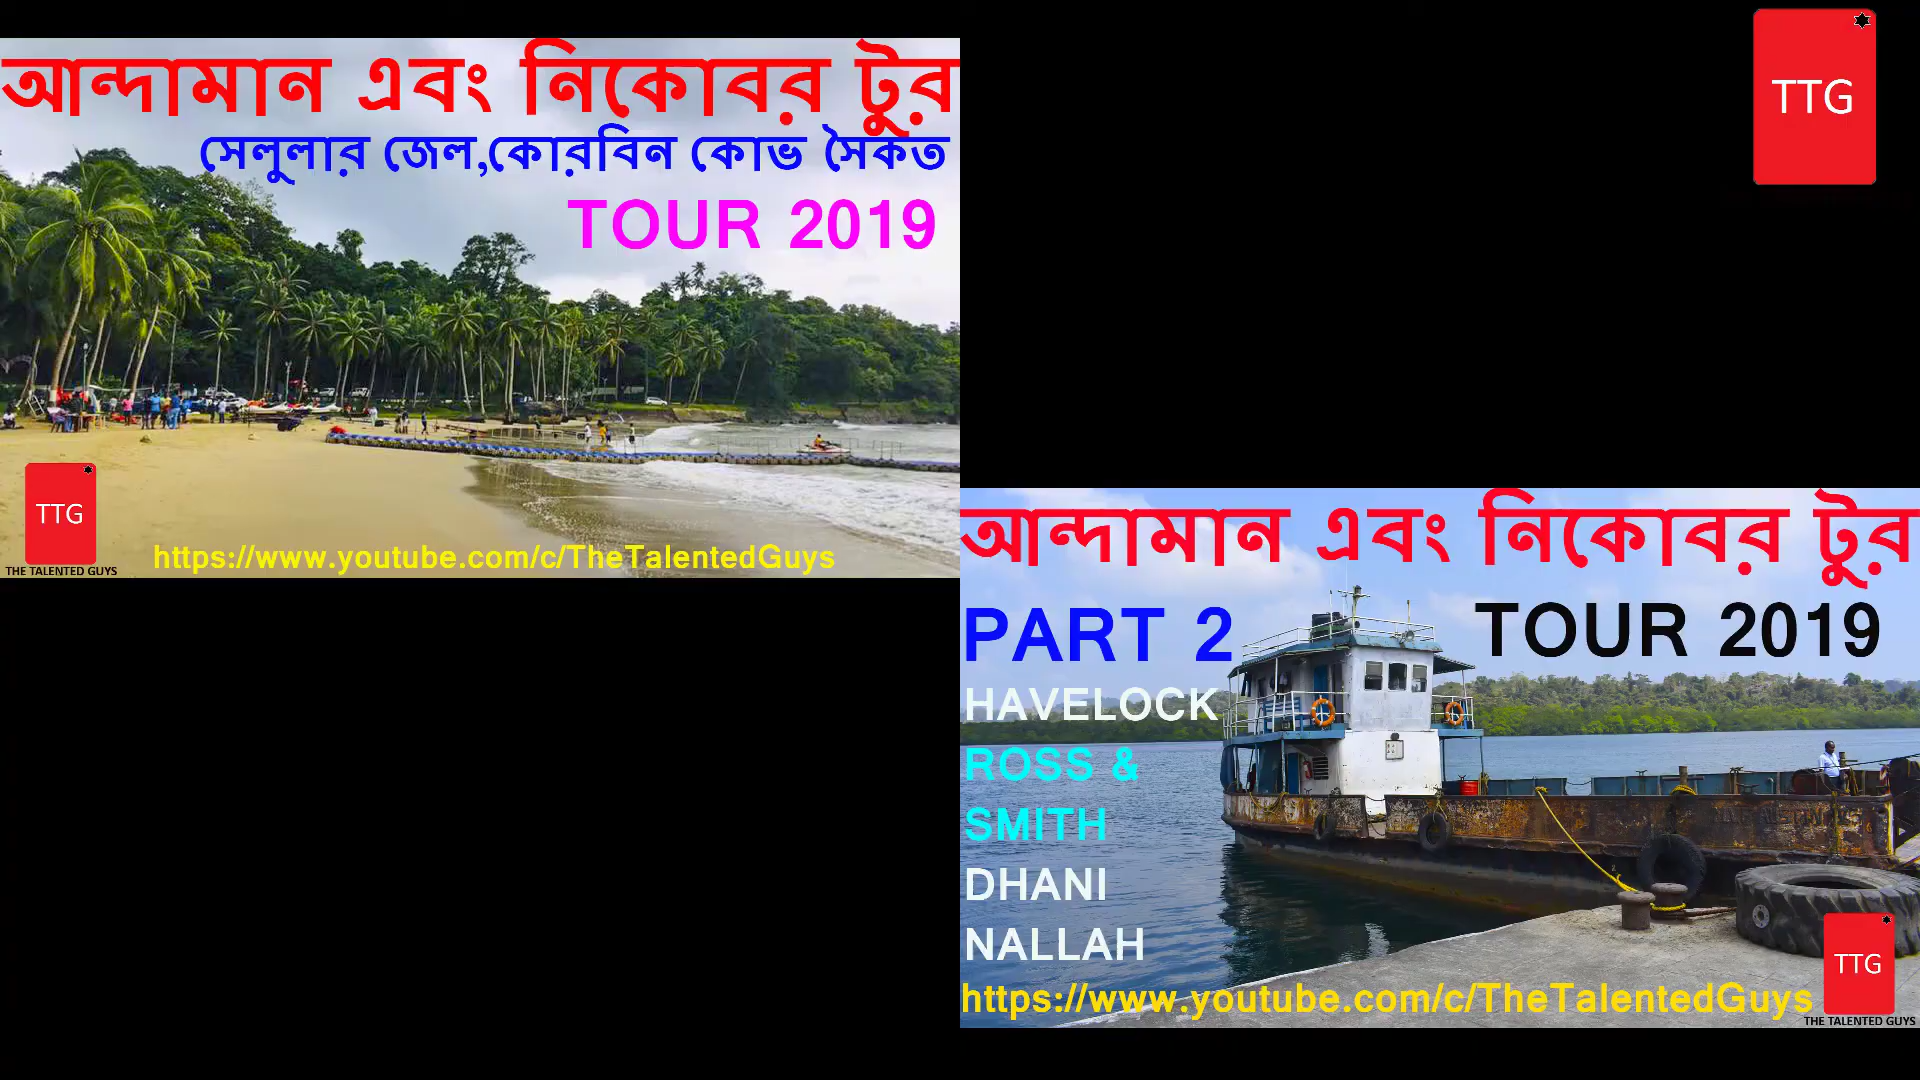 আন্দামান এবং নিকোবর টুর
সেলুলার জেল,কোরবিন কোভ সৈকত
TOUR 2019
TTG
THE TALENTED GUYS
https://www.youtube.com/c/TheTalentedGuys
TTG
আন্দামান এবং নিকোবর টুর
PART 2
TOUR 2019
HAVELOCK
ROSS &
SMITH
DHANI
NALLAH
https://www.youtube.com/c/TheTalentedGuys
TTG
THE TALENTED GUYS